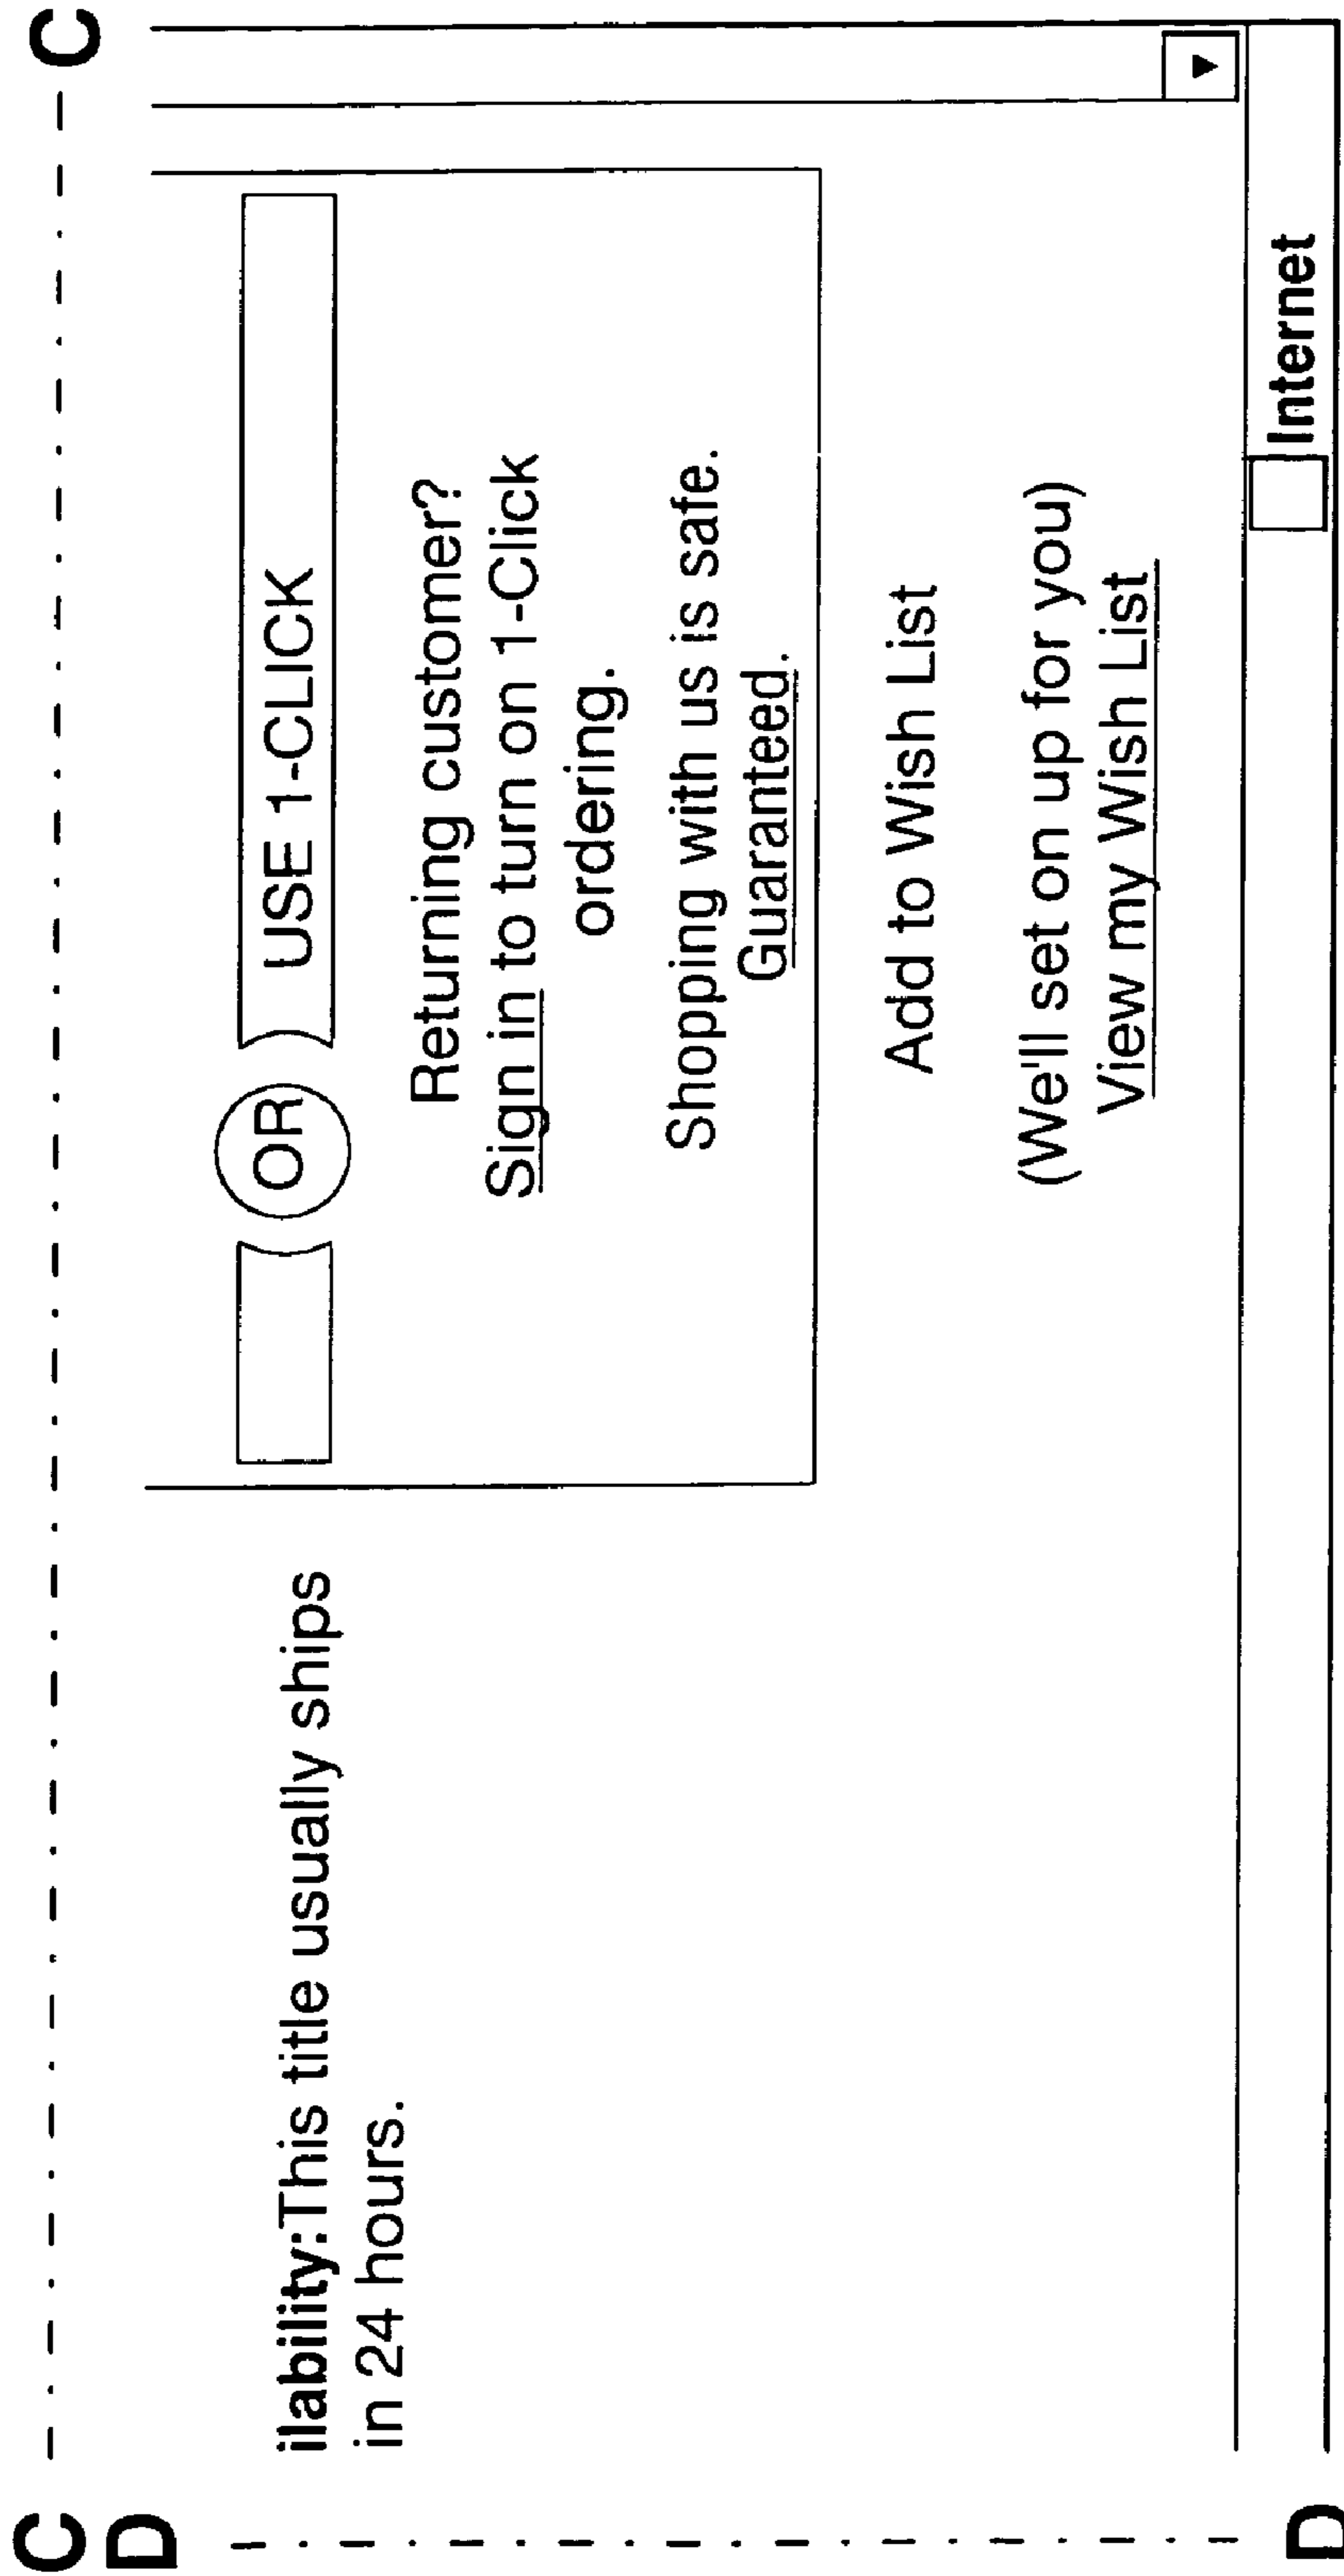 C C
D
ilability:This title usually ships
in 24 hours.
OR USE 1-CLICK
Returning customer?
Sign in to turn on 1-Click
ordering.
Shopping with us is safe.
Guaranteed.
Add to Wish List
(We'll set on up for you)
View my Wish List
Internet
D